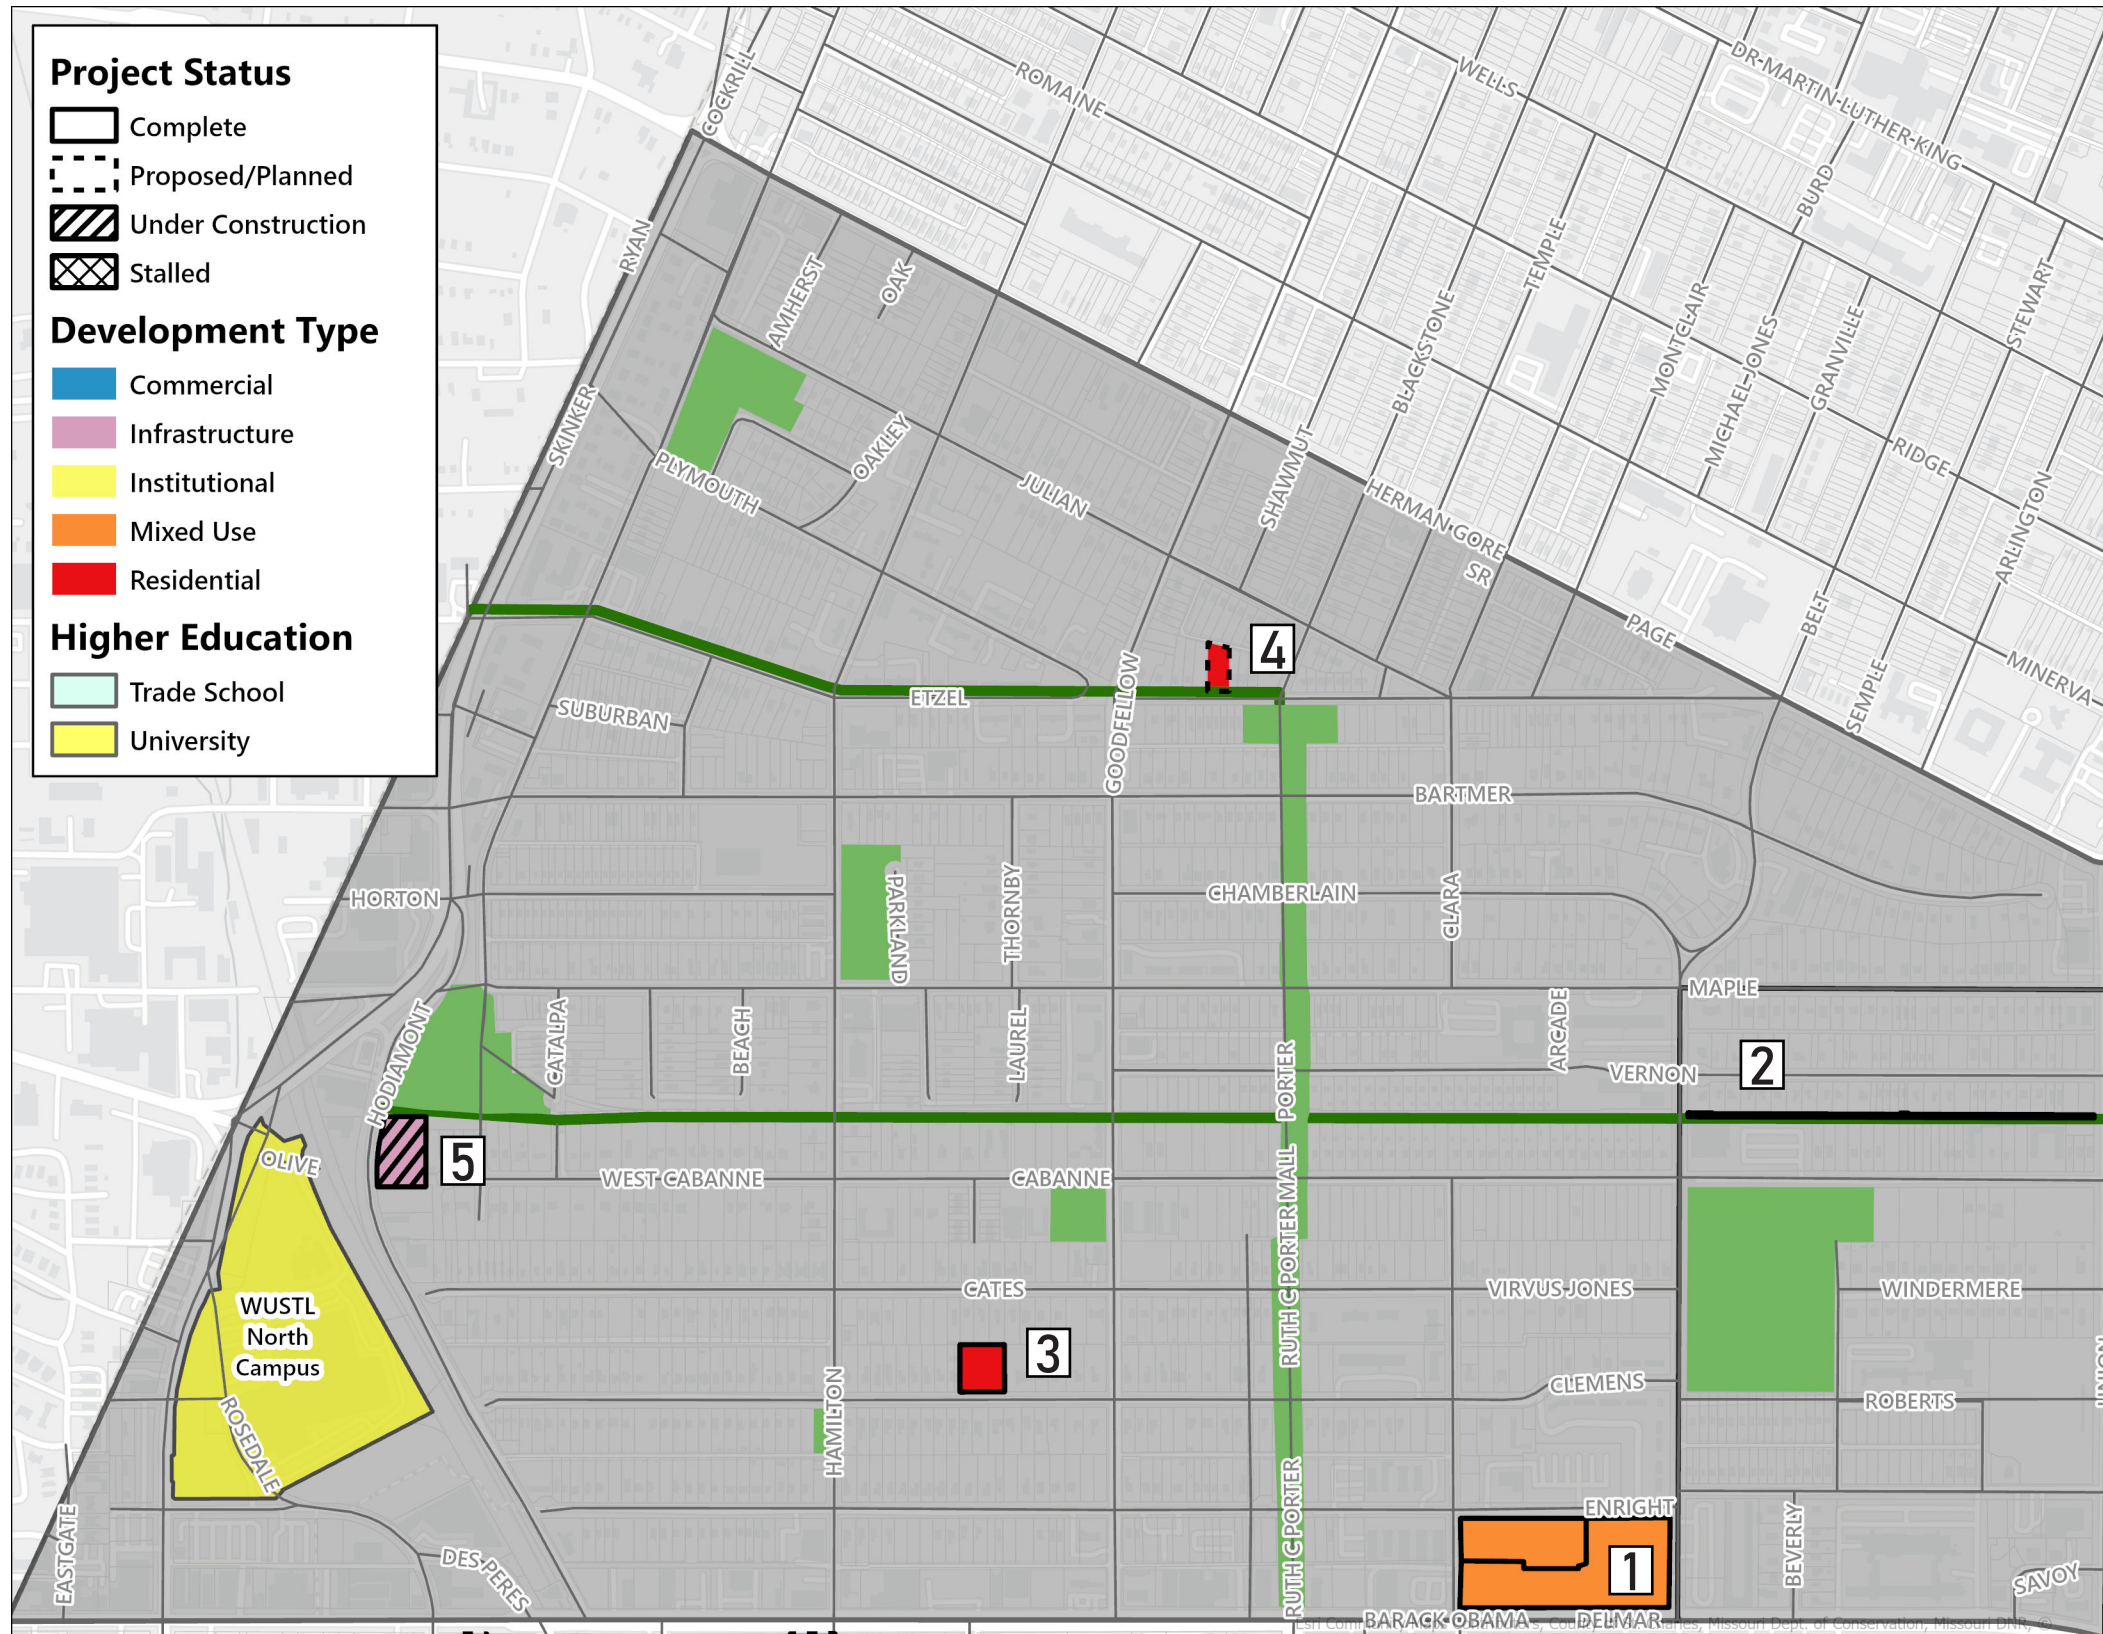 Project Status
Complete
Proposed/Planned
Under Construction
Stalled
Development Type
Commercial
Infrastructure
Institutional
Mixed Use
Residential
Higher Education
Trade School
University
COCKRILL
ROMAINE
WELLS
DR-MARTIN-LUTHER-KING
BURD
RYAN
AMHERST
OAK
TEMPLE
BLACKSTONE
MONTCLAIR
MICHAEL-JONES
GRANVILLE
STEWART
SKINKER
PLYMOUTH
OAKLEY
JULIAN
SHAWMUT
HERMAN GORE
SR
RIDGE
ARLINGTON
PAGE
BELT
SEMPLE
MINERVA
4
SUBURBAN
ETZEL
GOODFELLOW
BARTMER
HORTON
PARKLAND
THORNBY
CHAMBERLAIN
CLARA
MAPLE
HODIAMONT
CATALPA
BEACH
LAUREL
PORTER
ARCADE
VERNON
2
OLIVE
5
WEST CABANNE
CABANNE
RUTH C PORTER MALL
CATES
VIRVUS JONES
WINDERMERE
WUSTL
North
Campus
3
HAMILTON
CLEMENS
ROBERTS
UNION
ROSEDALE
ENRIGHT
EASTGATE
DES PERES
RUTH C PORTER
1
BEVERLY
SAVOY
BARACK OBAMA
DELMAR